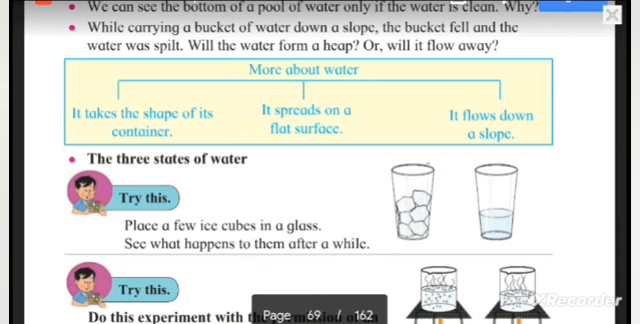 • We can see the bottom of a pool of water only if the water is clean. Why?
• While carrying a bucket of water down a slope, the bucket fell and the
water was spilt. Will the water form a heap? Or, will it flow away?
More about water
It takes the shape of its
container.
It spreads on a
flat surface.
It flows down
a slope.
• The three states of water
Try this.
Place a few ice cubes in a glass.
See what happens to them after a while.
Try this.
Do this experiment with
Page 69 / 162
Recorder